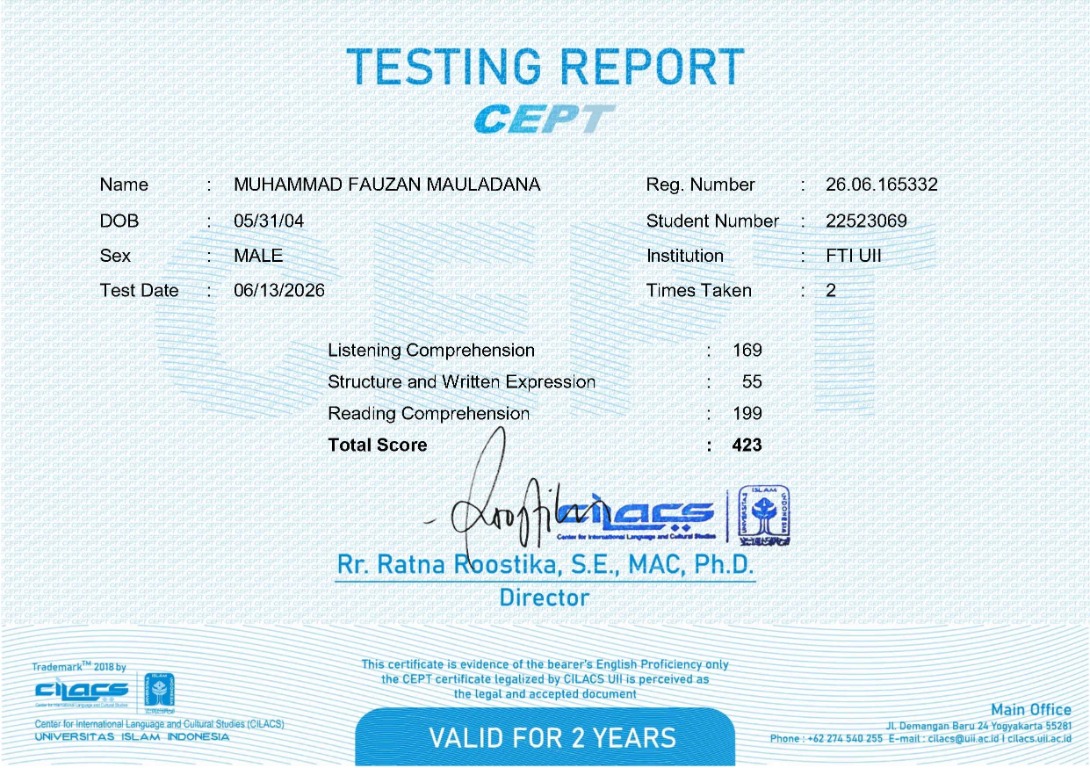 TESTING REPORT
CEPT
Name : MUHAMMAD FAUZAN MAULADANA
DOB : 05/31/04
Sex : MALE
Test Date : 06/13/2026
Reg. Number : 26.06.165332
Student Number : 22523069
Institution : FTI UII
Times Taken : 2
Listening Comprehension : 169
Structure and Written Expression : 55
Reading Comprehension : 199
Total Score : 423
CILACS
Center for International Language and Cultural Studies
ISLAM
UNIVERSITAS
INDONESIA
Rr. Ratna Roostika, S.E., MAC, Ph.D.
Director
Trademark™ 2018 by
CILACS
Center for International Language and Cultural Studies (CILACS)
UNIVERSITAS ISLAM INDONESIA
This certificate is evidence of the bearer's English Proficiency only
the CEPT certificate legalized by CILACS UII is perceived as
the legal and accepted document
VALID FOR 2 YEARS
Main Office
Jl. Demangan Baru 24 Yogyakarta 55281
Phone : +62 274 540 255 E-mail : cilacs@uii.ac.id I cilacs.uii.ac.id